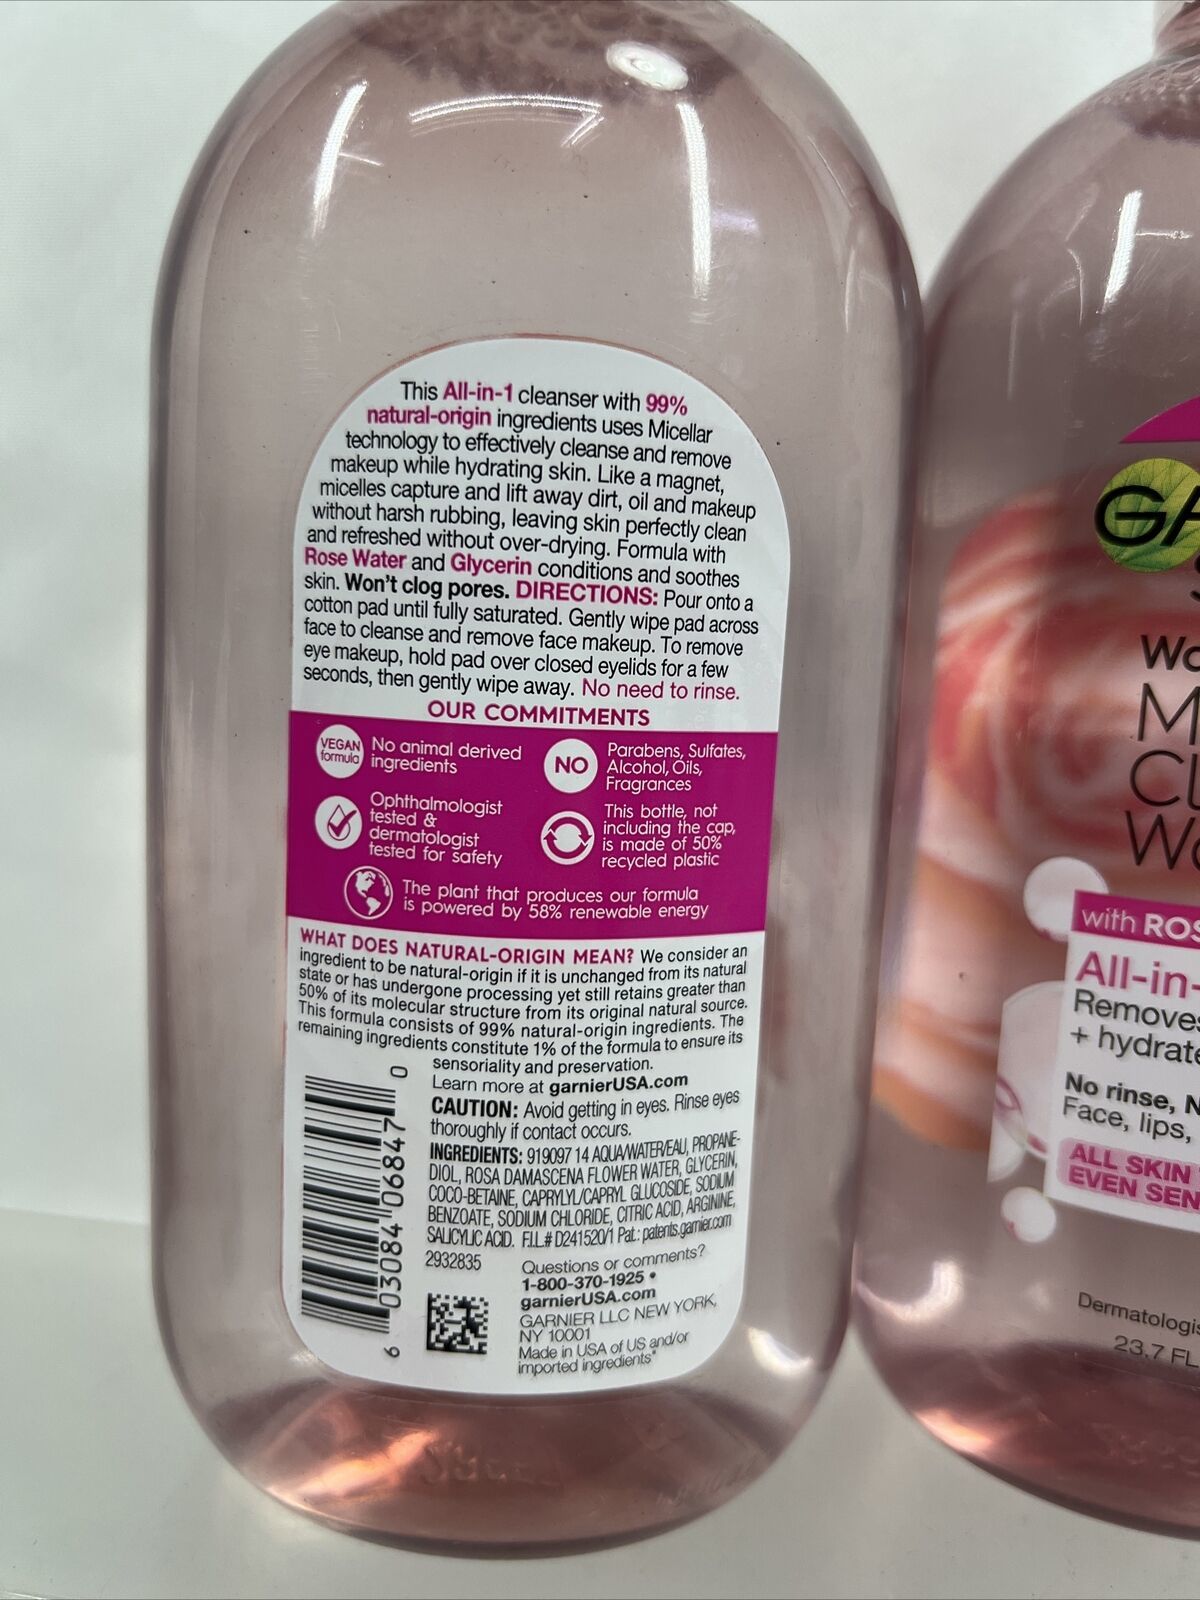 This All-in-1 cleanser with 99%
natural-origin ingredients uses Micellar
technology to effectively cleanse and remove
makeup while hydrating skin. Like a magnet,
micelles capture and lift away dirt, oil and makeup
without harsh rubbing, leaving skin perfectly clean
and refreshed without over-drying. Formula with
Rose Water and Glycerin conditions and soothes
skin. Won't clog pores. DIRECTIONS: Pour onto a
cotton pad until fully saturated. Gently wipe pad across
face to cleanse and remove face makeup. To remove
eye makeup, hold pad over closed eyelids for a few
seconds, then gently wipe away. No need to rinse.
OUR COMMITMENTS
VEGAN
formula
No animal derived
ingredients
NO
Parabens, Sulfates,
Alcohol, Oils,
Fragrances
Ophthalmologist
tested &
dermatologist
tested for safety
This bottle, not
including the cap,
is made of 50%
recycled plastic
The plant that produces our formula
is powered by 58% renewable energy
WHAT DOES NATURAL-ORIGIN MEAN? We consider an
ingredient to be natural-origin if it is unchanged from its natural
state or has undergone processing yet still retains greater than
50% of its molecular structure from its original natural source.
This formula consists of 99% natural-origin ingredients. The
remaining ingredients constitute 1% of the formula to ensure its
sensoriality and preservation.
Learn more at garnierUSA.com
CAUTION: Avoid getting in eyes. Rinse eyes
thoroughly if contact occurs.
INGREDIENTS: 919097 14 AQUA/WATER/EAU, PROPANE-
DIOL, ROSA DAMASCENA FLOWER WATER, GLYCERIN,
COCO-BETAINE, CAPRYLYL/CAPRYL GLUCOSIDE, SODIUM
BENZOATE, SODIUM CHLORIDE, CITRIC ACID, ARGININE,
SALICYLIC ACID. F.I.L.# D241520/1 Pat.: patents.garnier.com
2932835
Questions or comments?
1-800-370-1925 •
garnierUSA.com
GARNIER LLC NEW YORK,
NY 10001
Made in USA of US and/or
imported ingredients*
6 03084 06847 0
GA
Wa
M
CL
Wa
with ROS
All-in-
Removes
+ hydrate
No rinse, N
Face, lips,
ALL SKIN
EVEN SEN
Dermatologis
23.7 FL